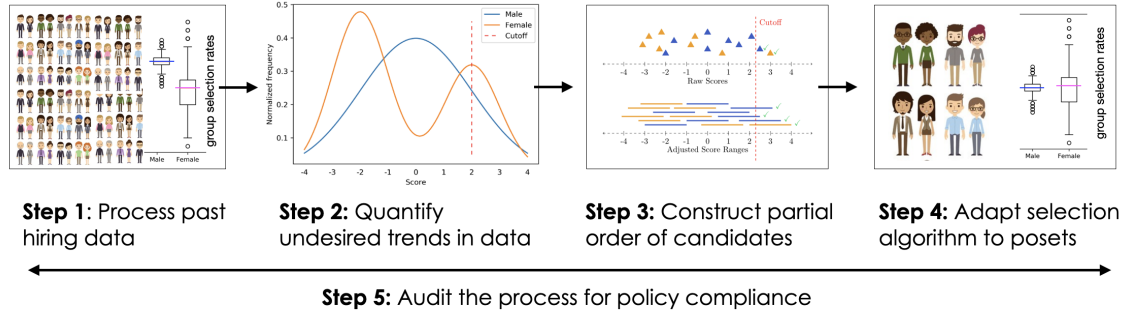 group selection rates
Male Female
Normalized frequency
0.5
0.4
0.3
0.2
0.1
-4 -3 -2 -1 0 1 2 3 4
Score
Male
Female
Cutoff
Cutoff
−4 −3 −2 −1 0 1 2 3 4
Raw Scores
−4 −3 −2 −1 0 1 2 3 4
Adjusted Score Ranges
group selection rates
Male Female
Step 1: Process past
hiring data
Step 2: Quantify
undesired trends in data
Step 3: Construct partial
order of candidates
Step 4: Adapt selection
algorithm to posets
Step 5: Audit the process for policy compliance